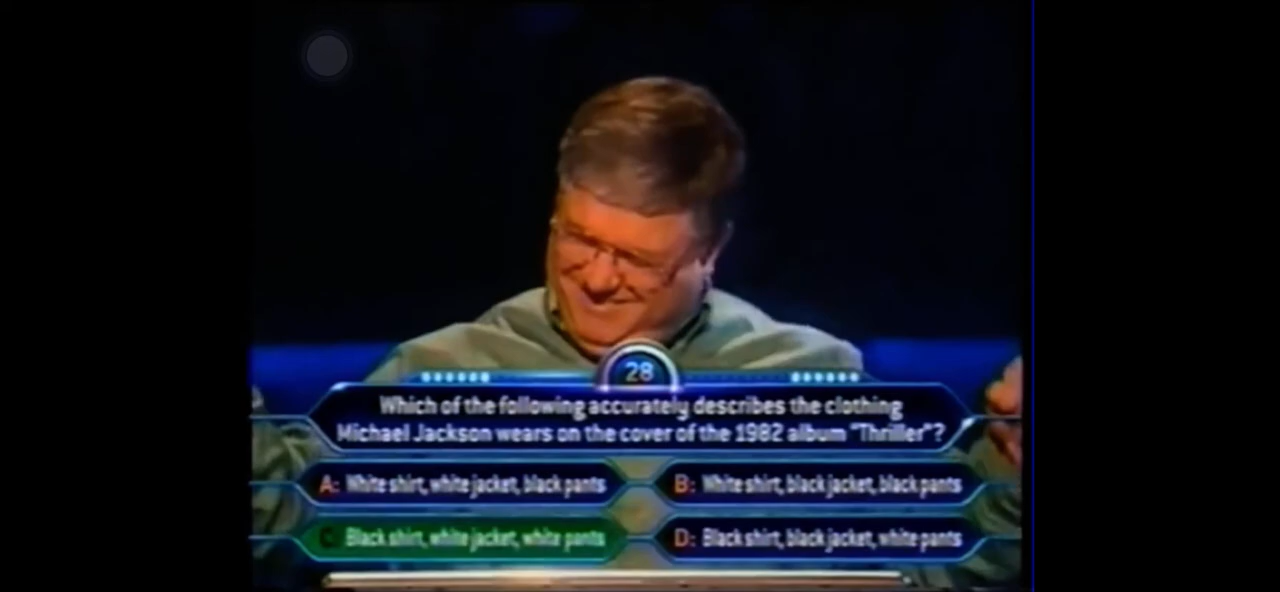 28
Which of the following accurately describes the clothing
Michael Jackson wears on the cover of the 1982 album "Thriller"?
A: White shirt, white jacket, black pants
B: White shirt, black jacket, black pants
C: Black shirt, white jacket, white pants
D: Black shirt, black jacket, white pants